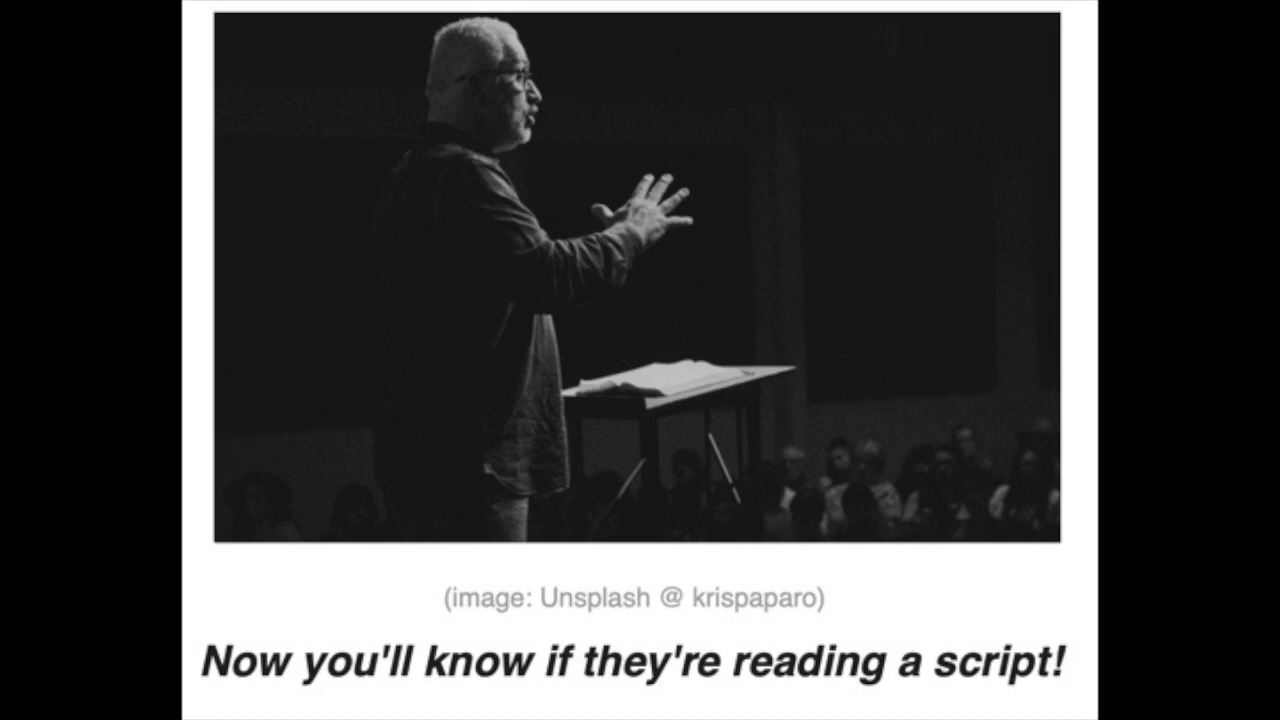 (image: Unsplash @ krispaparo)
Now you'll know if they're reading a script!